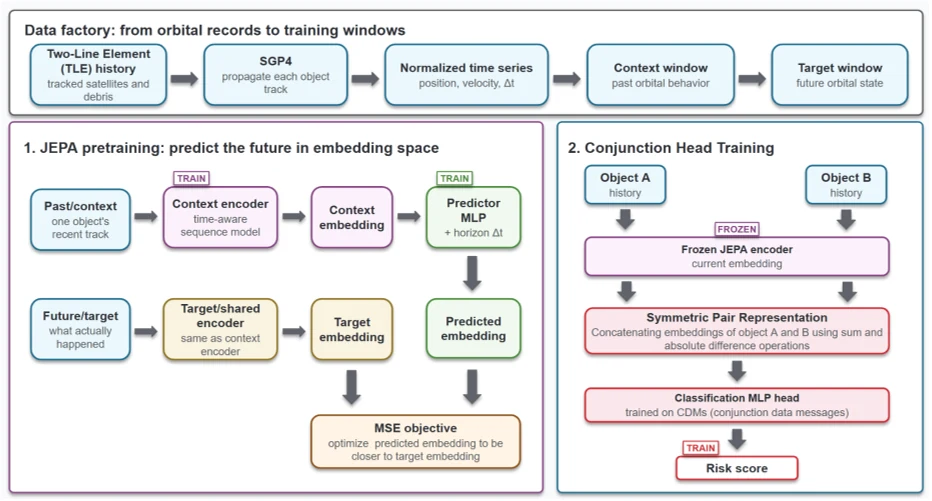 Data factory: from orbital records to training windows
Two-Line Element
(TLE) history
tracked satellites and
debris
SGP4
propagate each object
track
Normalized time series
position, velocity, Δt
Context window
past orbital behavior
Target window
future orbital state
1. JEPA pretraining: predict the future in embedding space
TRAIN
TRAIN
Past/context
one object's
recent track
Context encoder
time-aware
sequence model
Context
embedding
Predictor
MLP
+ horizon Δt
Future/target
what actually
happened
Target/shared
encoder
same as context
encoder
Target
embedding
Predicted
embedding
MSE objective
optimize predicted embedding to be
closer to target embedding
2. Conjunction Head Training
Object A
history
Object B
history
FROZEN
Frozen JEPA encoder
current embedding
Symmetric Pair Representation
Concatenating embeddings of object A and B using sum and
absolute difference operations
Classification MLP head
trained on CDMs (conjunction data messages)
TRAIN
Risk score